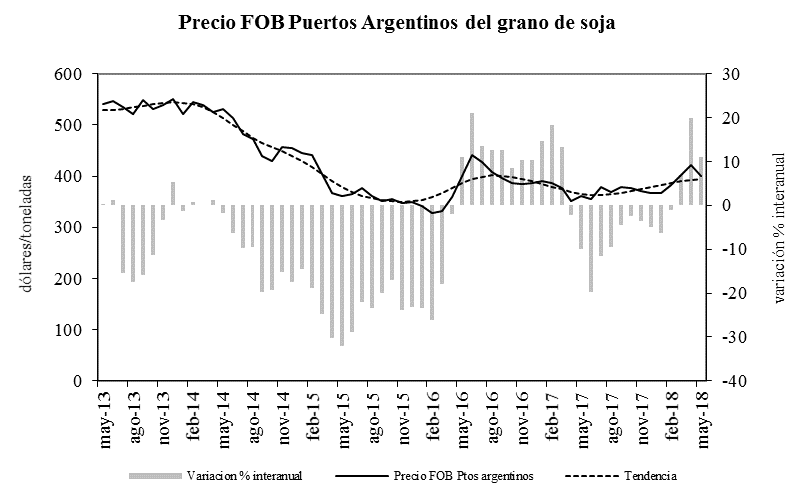 Precio FOB Puertos Argentinos del grano de soja
600
500
400
300
200
100
0
dólares/toneladas
30
20
10
0
-10
-20
-30
-40
variación % interanual
may-13
ago-13
nov-13
feb-14
may-14
ago-14
nov-14
feb-15
may-15
ago-15
nov-15
feb-16
may-16
ago-16
nov-16
feb-17
may-17
ago-17
nov-17
feb-18
may-18
Variacion % interanual
Precio FOB Ptos argentinos
Tendencia